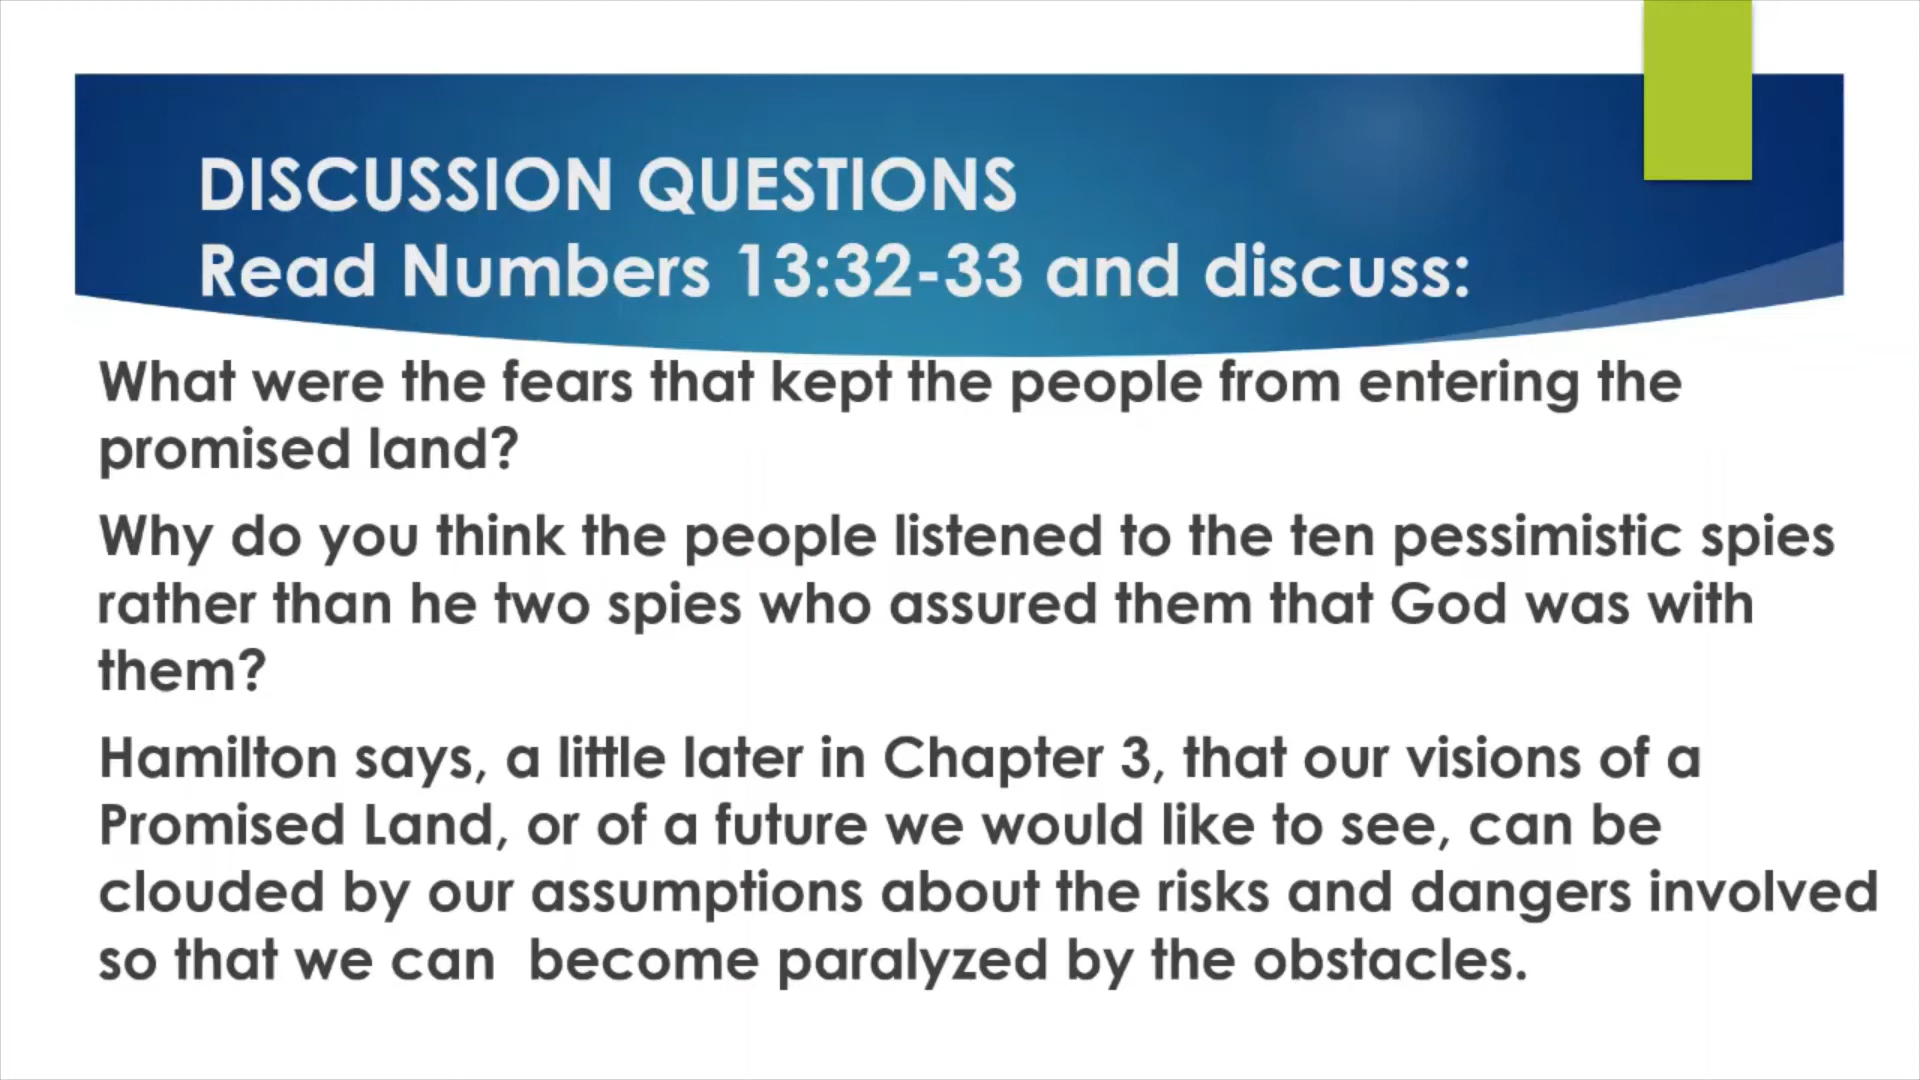 DISCUSSION QUESTIONS
Read Numbers 13:32-33 and discuss:
What were the fears that kept the people from entering the
promised land?
Why do you think the people listened to the ten pessimistic spies
rather than he two spies who assured them that God was with
them?
Hamilton says, a little later in Chapter 3, that our visions of a
Promised Land, or of a future we would like to see, can be
clouded by our assumptions about the risks and dangers involved
so that we can  become paralyzed by the obstacles.